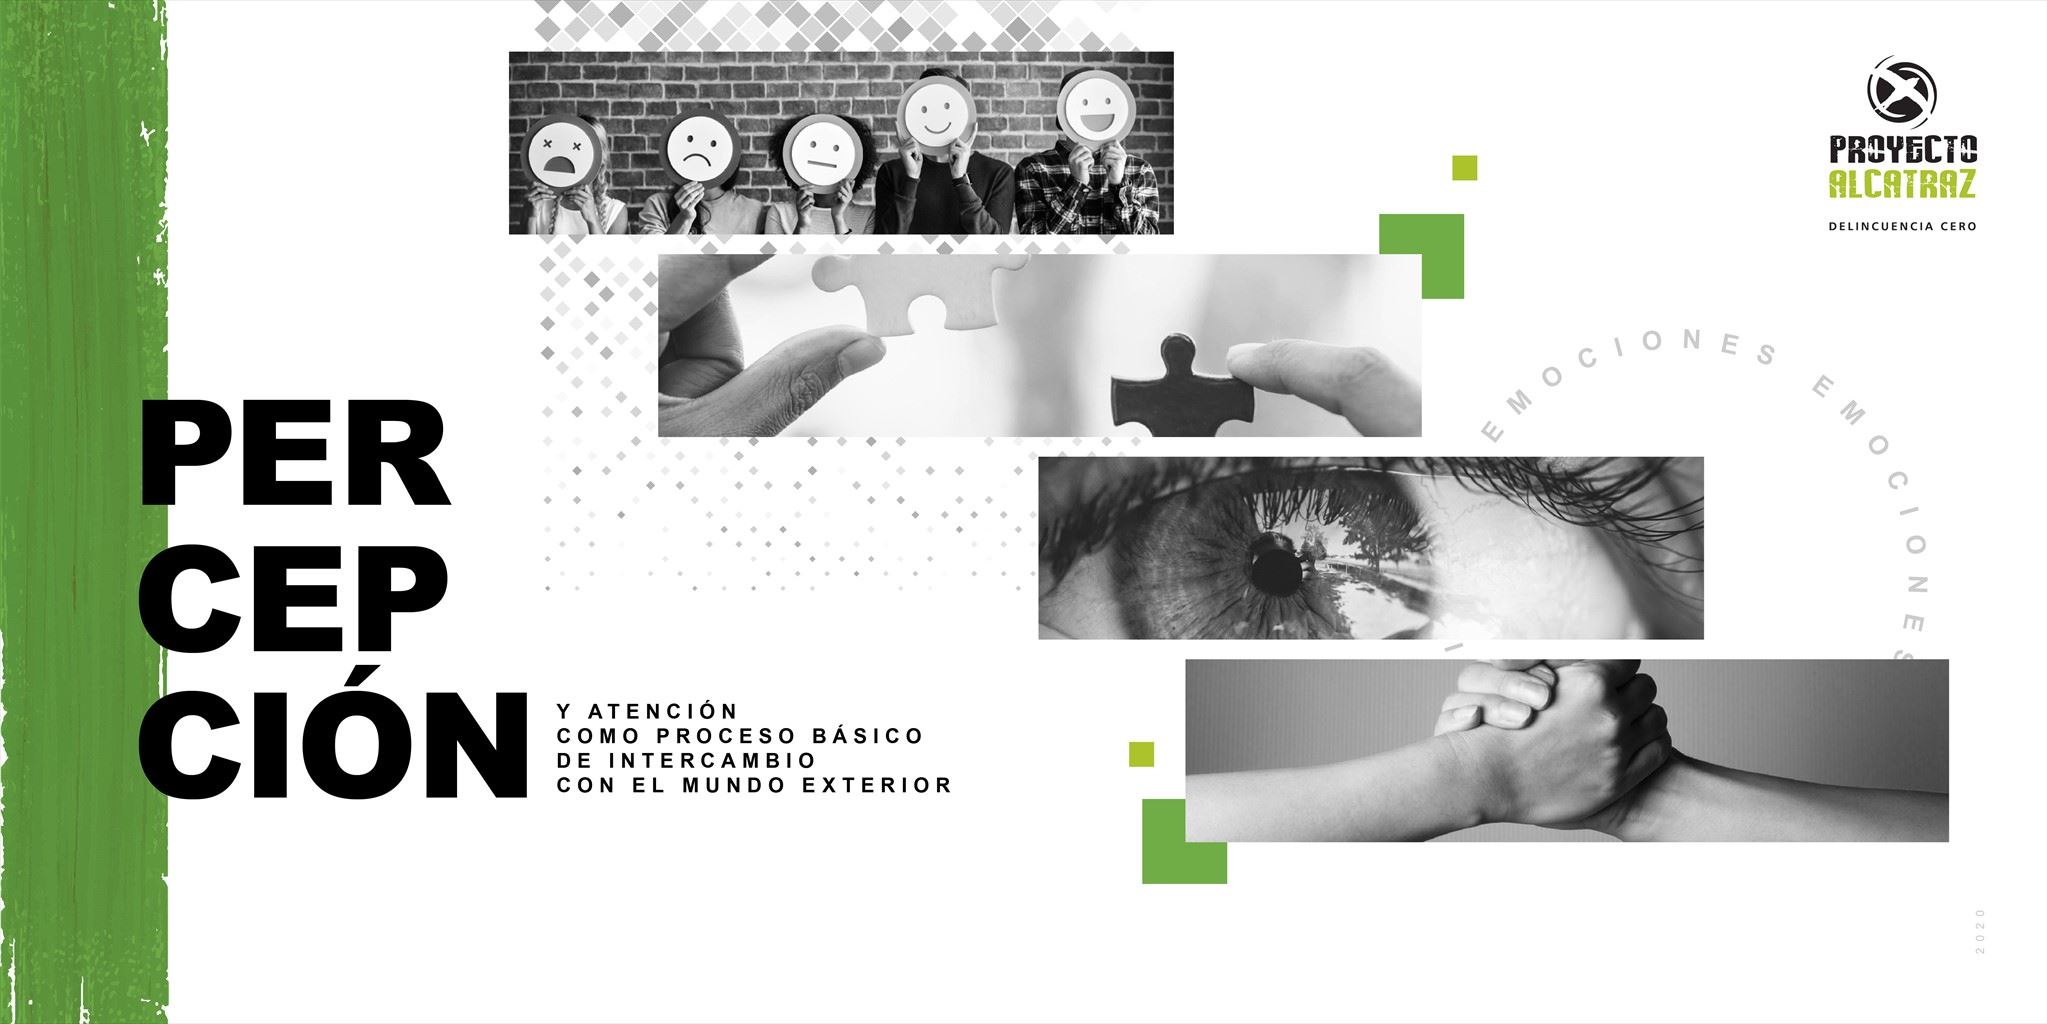 PROYECTO
ALCATRAZ
DELINCUENCIA CERO
EMOCIONES EMOCIONES
PER
CEP
CIÓN
Y ATENCIÓN
COMO PROCESO BÁSICO
DE INTERCAMBIO
CON EL MUNDO EXTERIOR
2020